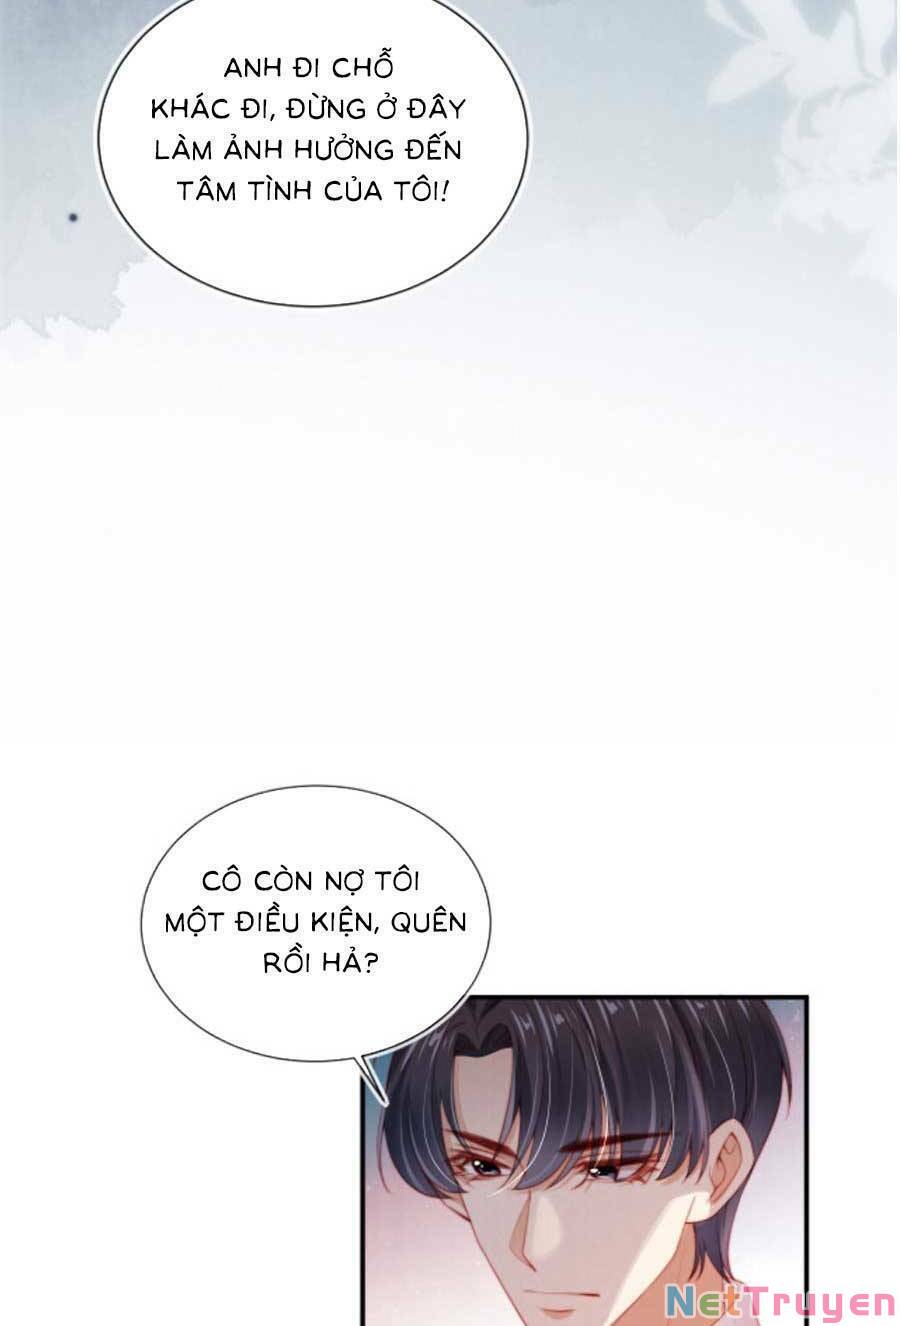 ANH ĐI CHỖ
KHÁC ĐI, ĐỪNG Ở ĐÂY
LÀM ẢNH HƯỞNG ĐẾN
TÂM TÌNH CỦA TÔI!
CÔ CÒN NỢ TÔI
MỘT ĐIỀU KIỆN, QUÊN
RỒI HẢ?
NetTruyen